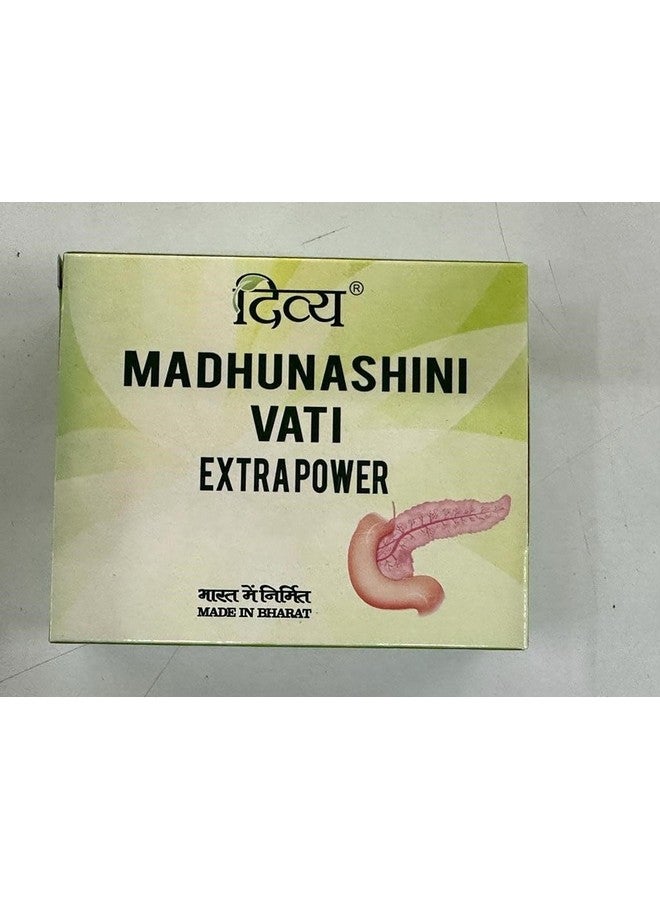 दिव्य®
MADHUNASHINI
VATI
EXTRAPOWER
भारत में निर्मित
MADE IN BHARAT